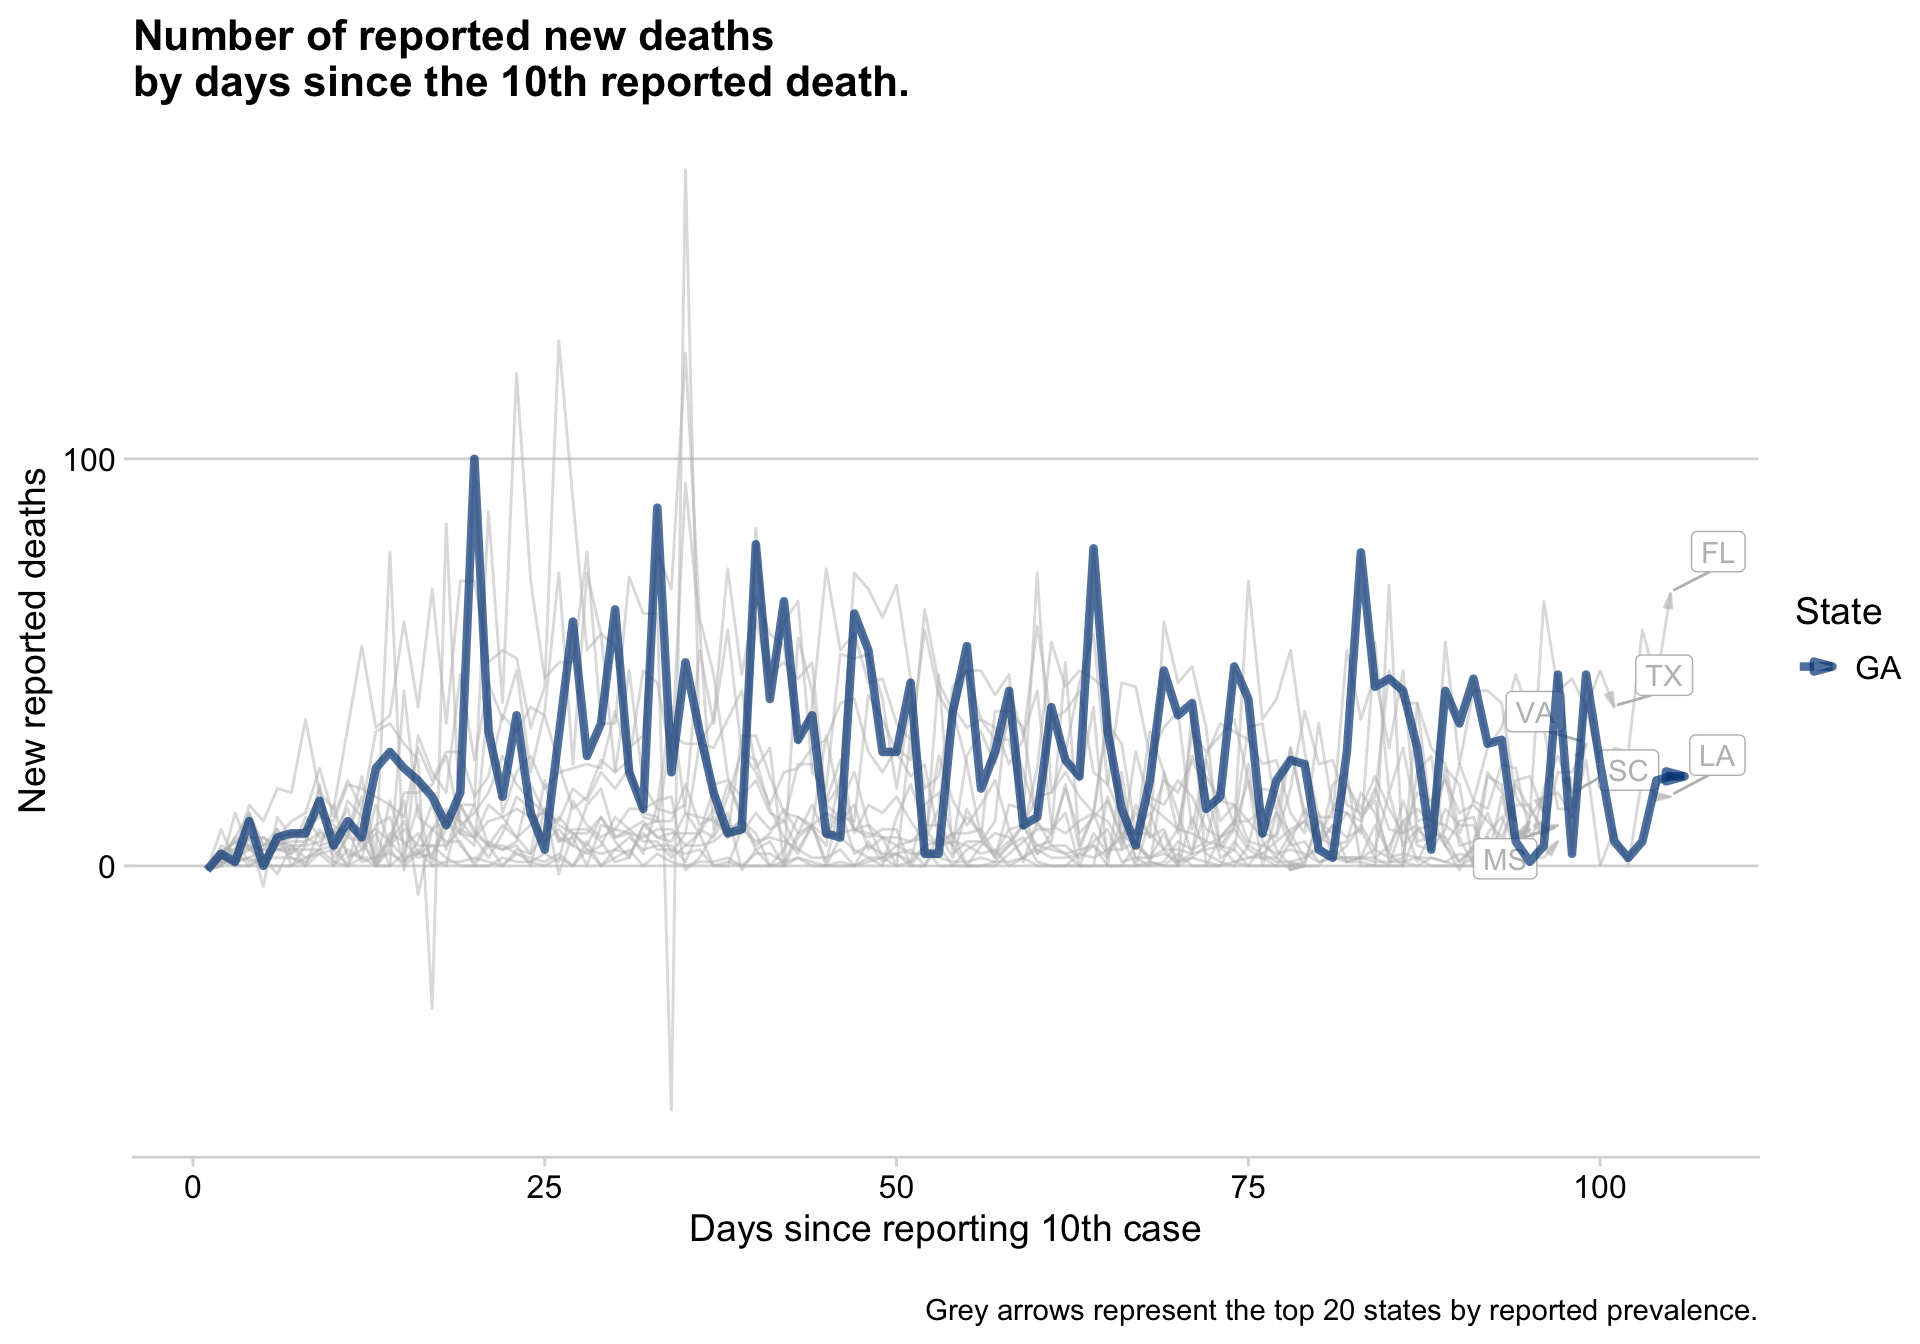 Number of reported new deaths
by days since the 10th reported death.
New reported deaths
100
0
FL
TX
VA
SC
LA
MS
State
GA
0
25
50
75
100
Days since reporting 10th case
Grey arrows represent the top 20 states by reported prevalence.